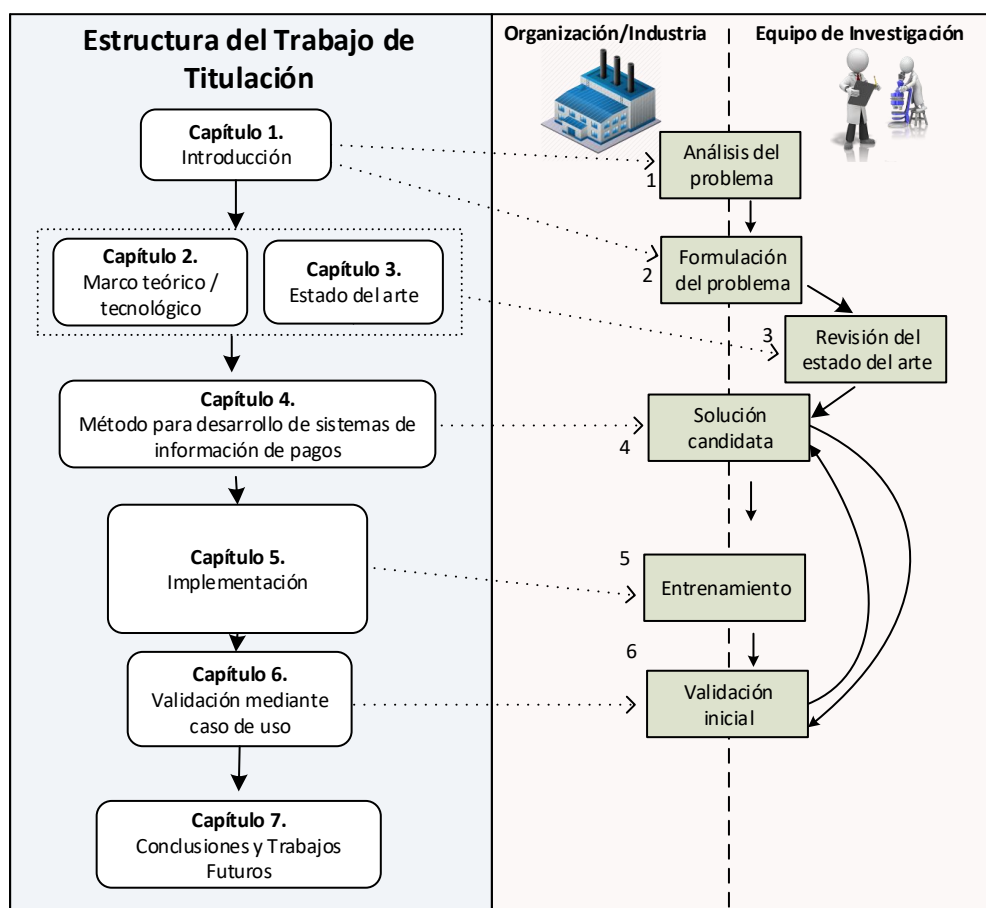 Estructura del Trabajo de
Titulación
Capítulo 1.
Introducción
Capítulo 2.
Marco teórico /
tecnológico
Capítulo 3.
Estado del arte
Capítulo 4.
Método para desarrollo de sistemas de
información de pagos
Capítulo 5.
Implementación
Capítulo 6.
Validación mediante
caso de uso
Capítulo 7.
Conclusiones y Trabajos
Futuros
Organización/Industria
Equipo de Investigación
1
Análisis del
problema
2
Formulación
del problema
3
Revisión del
estado del arte
4
Solución
candidata
5
Entrenamiento
6
Validación
inicial